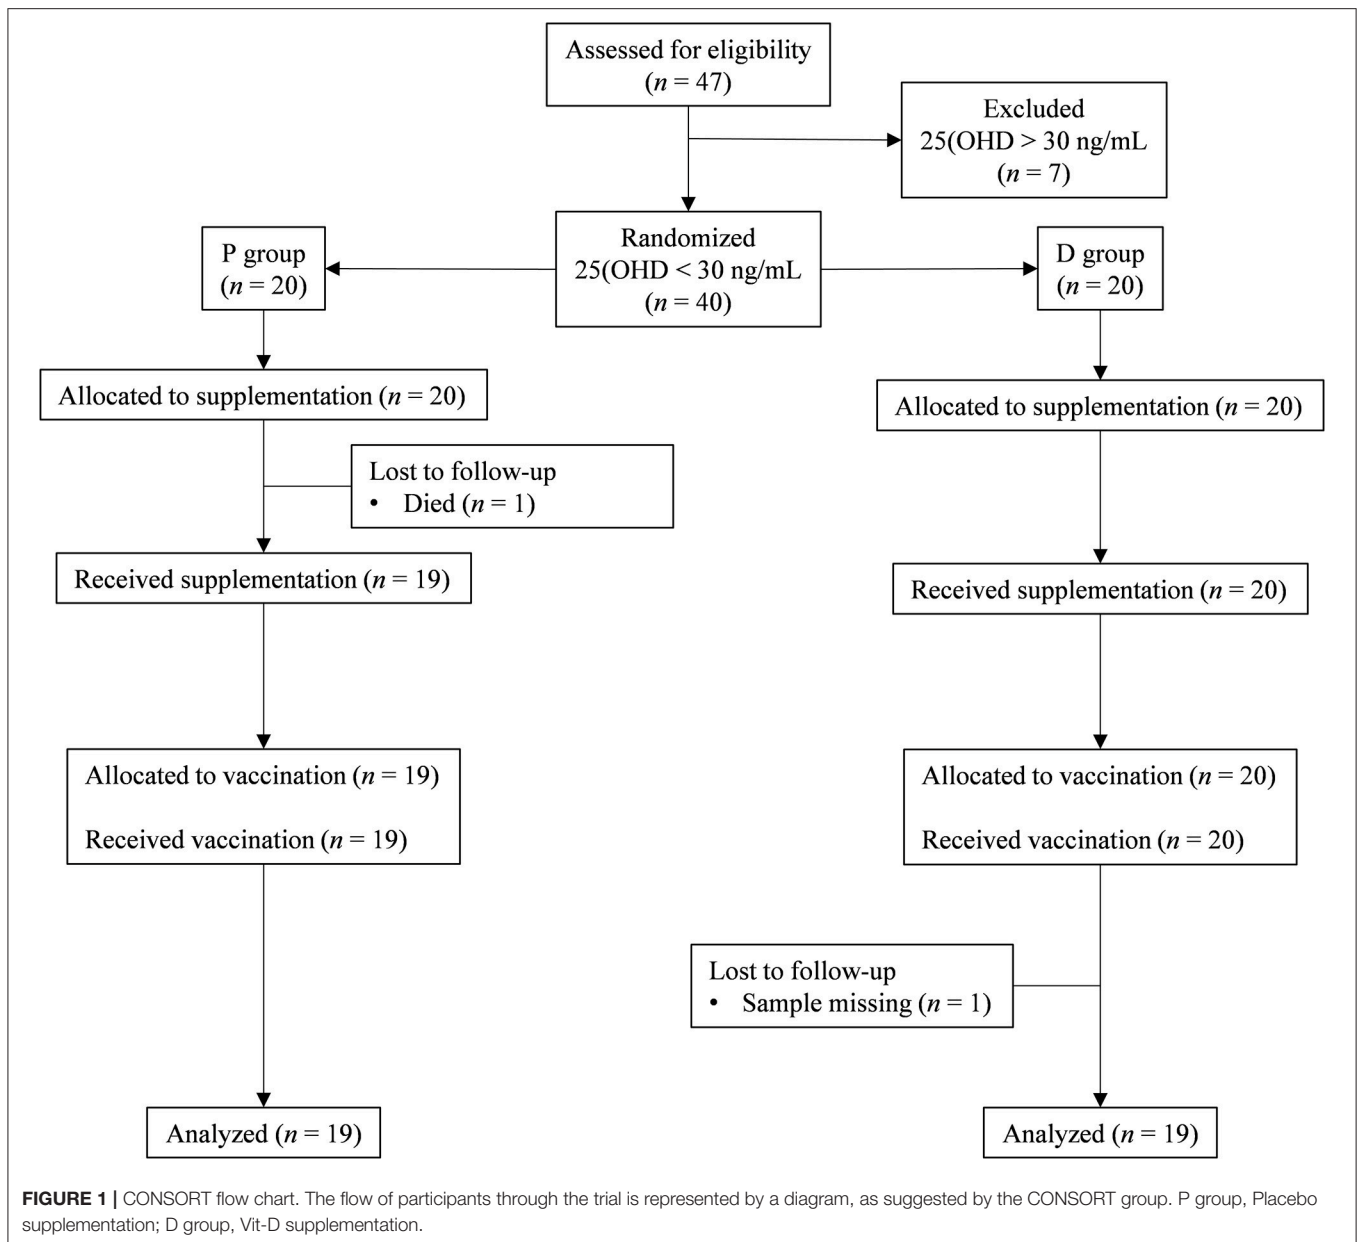 Assessed for eligibility
(n = 47)
Excluded
25(OHD > 30 ng/mL
(n = 7)
Randomized
25(OHD < 30 ng/mL
(n = 40)
P group
(n = 20)
D group
(n = 20)
Allocated to supplementation (n = 20)
Allocated to supplementation (n = 20)
Lost to follow-up
• Died (n = 1)
Received supplementation (n = 19)
Received supplementation (n = 20)
Allocated to vaccination (n = 19)
Received vaccination (n = 19)
Allocated to vaccination (n = 20)
Received vaccination (n = 20)
Lost to follow-up
• Sample missing (n = 1)
Analyzed (n = 19)
Analyzed (n = 19)
FIGURE 1 | CONSORT flow chart. The flow of participants through the trial is represented by a diagram, as suggested by the CONSORT group. P group, Placebo
supplementation; D group, Vit-D supplementation.